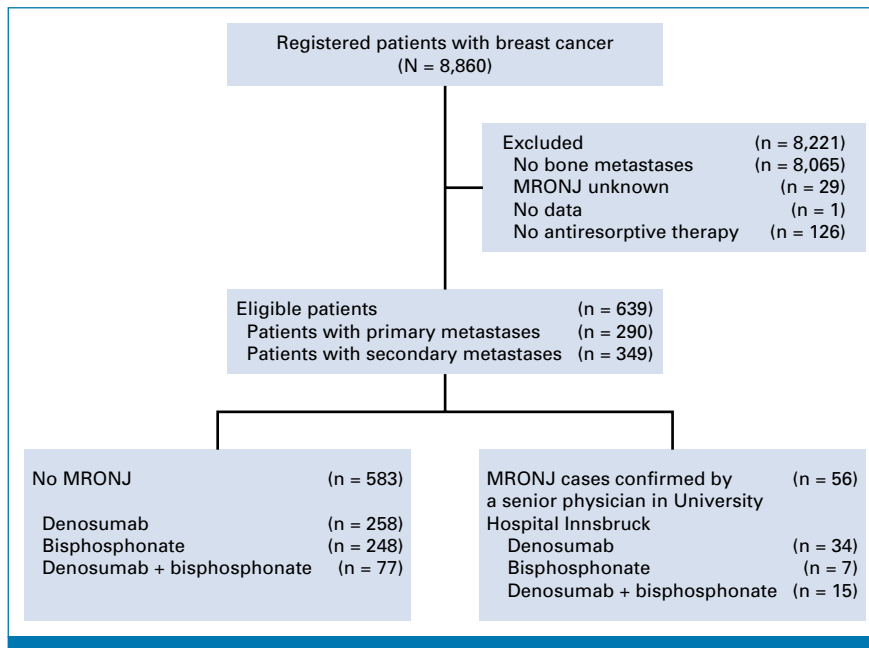 Registered patients with breast cancer
(N = 8,860)
Excluded (n = 8,221)
No bone metastases (n = 8,065)
MRONJ unknown (n = 29)
No data (n = 1)
No antiresorptive therapy (n = 126)
Eligible patients (n = 639)
Patients with primary metastases (n = 290)
Patients with secondary metastases (n = 349)
No MRONJ (n = 583)
Denosumab (n = 258)
Bisphosphonate (n = 248)
Denosumab + bisphosphonate (n = 77)
MRONJ cases confirmed by (n = 56)
a senior physician in University
Hospital Innsbruck
Denosumab (n = 34)
Bisphosphonate (n = 7)
Denosumab + bisphosphonate (n = 15)